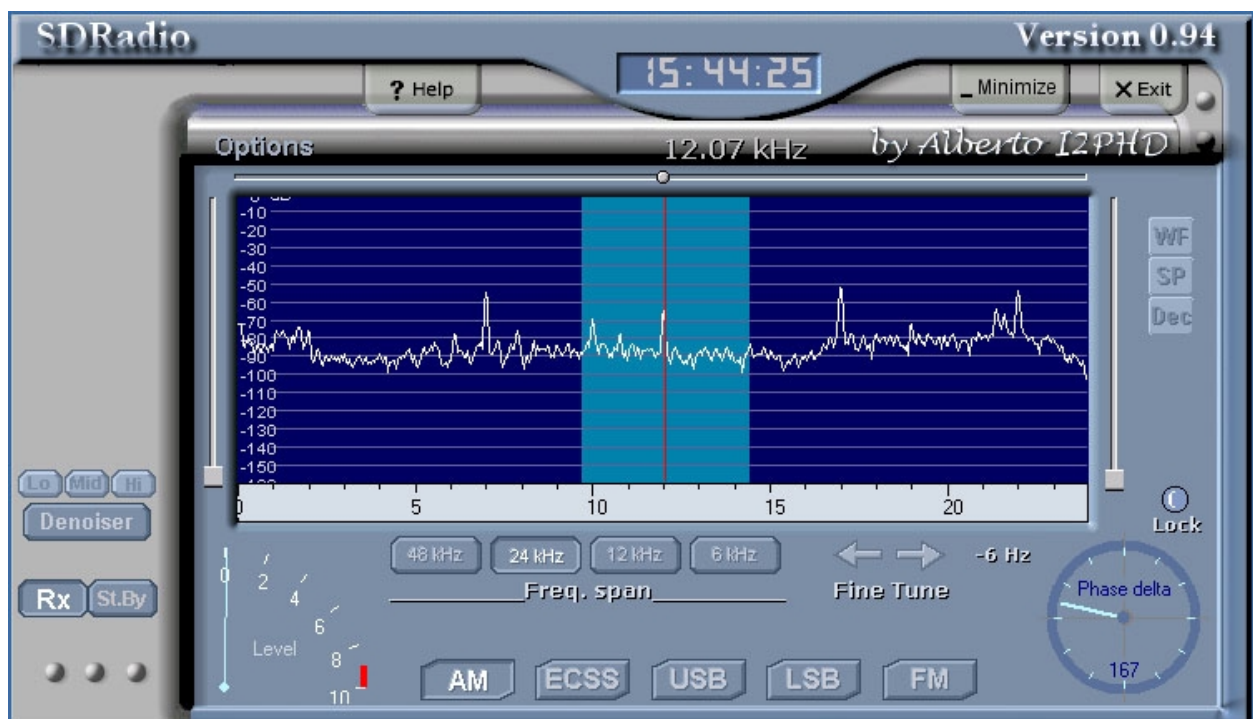 SDRadio
Version 0.94
15:44:25
? Help
_ Minimize
X Exit
Options
12.07 kHz
by Alberto I2PHD
-10
-20
-30
-40
-50
-60
-70
-80
-90
-100
-110
-120
-130
-140
-150
0 5 10 15 20
WF
SP
Dec
Lo Mid Hi
Denoiser
Lock
48 kHz 24 kHz 12 kHz 6 kHz
-6 Hz
Freq. span
Fine Tune
Rx St.By
0
2
4
6
8
10
Level
Phase delta
167
AM ECSS USB LSB FM